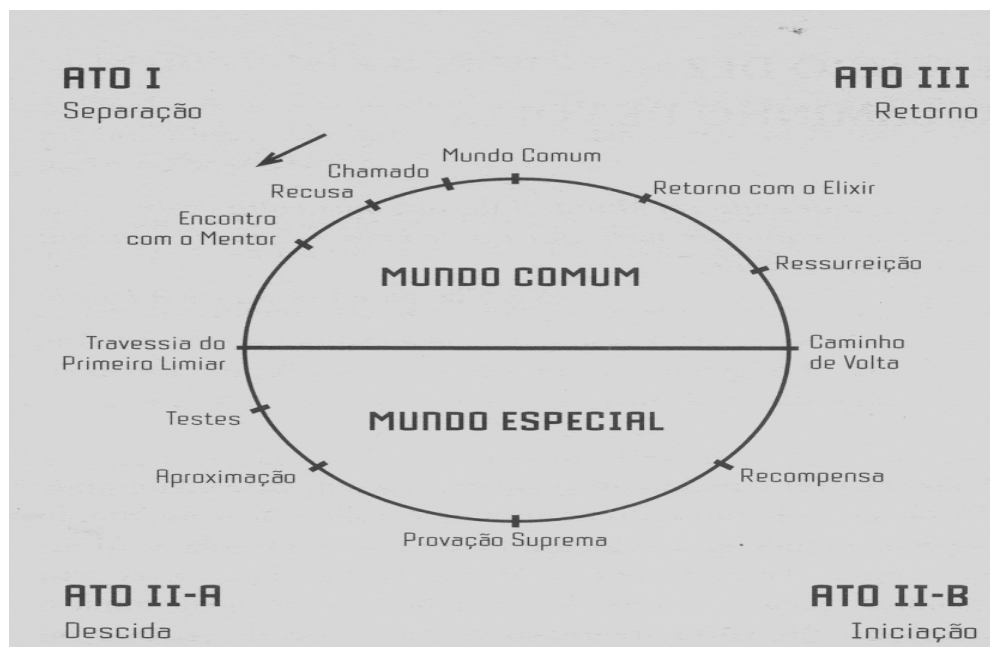 ATO I
Separação
ATO III
Retorno
Mundo Comum
Chamado
Recusa
Encontro
com o Mentor
Travessia do
Primeiro Limiar
Testes
Aproximação
Provação Suprema
Recompensa
Caminho
de Volta
Ressurreição
Retorno com o Elixir
MUNDO COMUM
MUNDO ESPECIAL
ATO II-A
Descida
ATO II-B
Iniciação